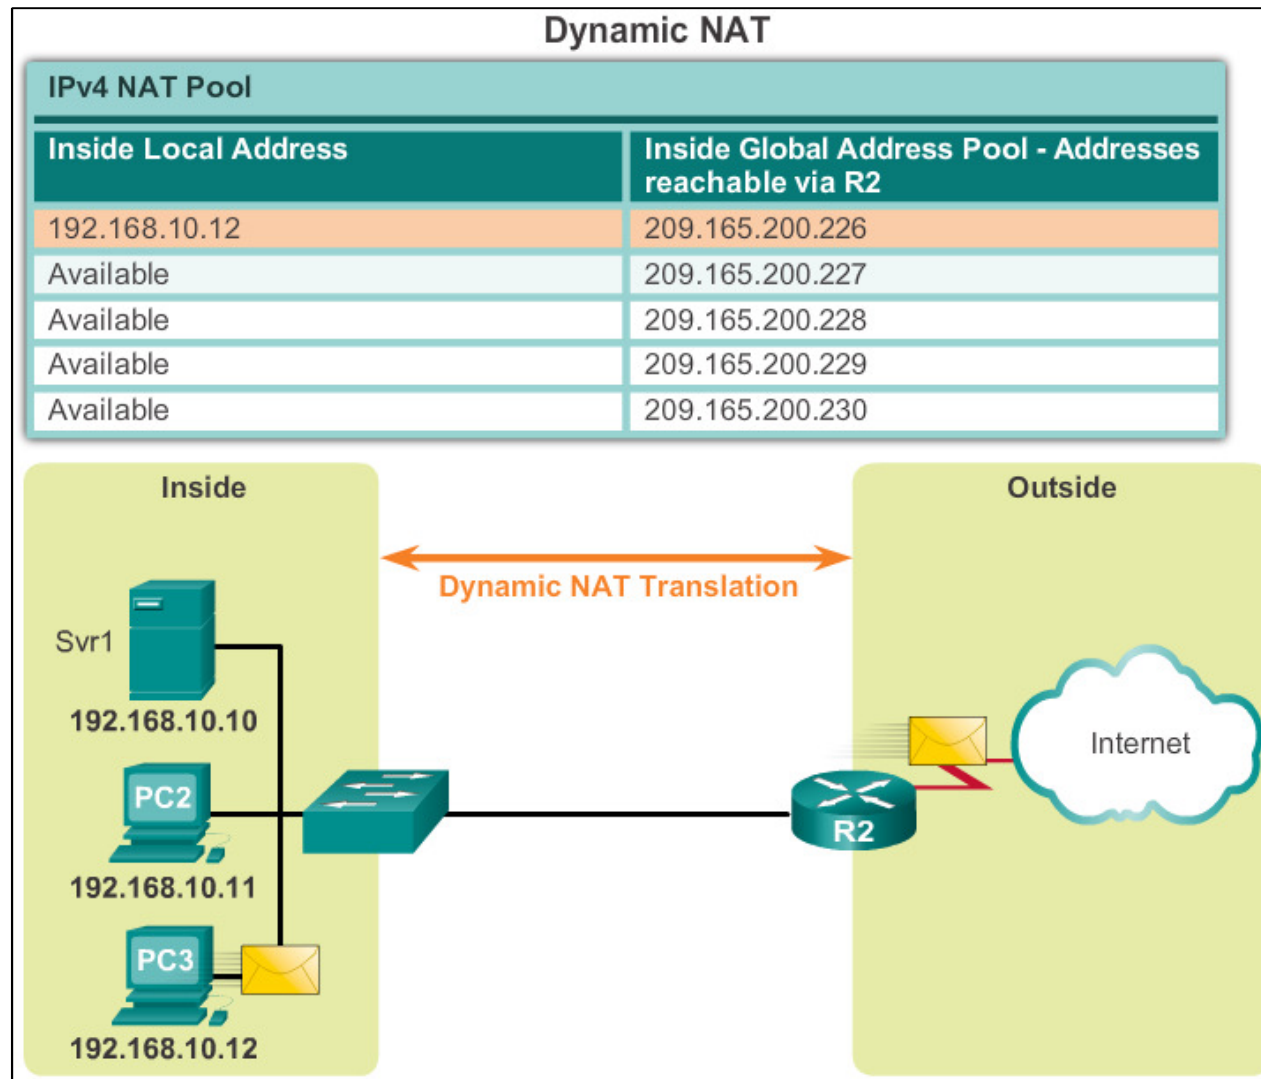 Dynamic NAT
IPv4 NAT Pool
Inside Local Address
Inside Global Address Pool - Addresses
reachable via R2
192.168.10.12
209.165.200.226
Available
209.165.200.227
Available
209.165.200.228
Available
209.165.200.229
Available
209.165.200.230
Inside
Outside
Dynamic NAT Translation
Svr1
192.168.10.10
Internet
PC2
R2
192.168.10.11
PC3
192.168.10.12